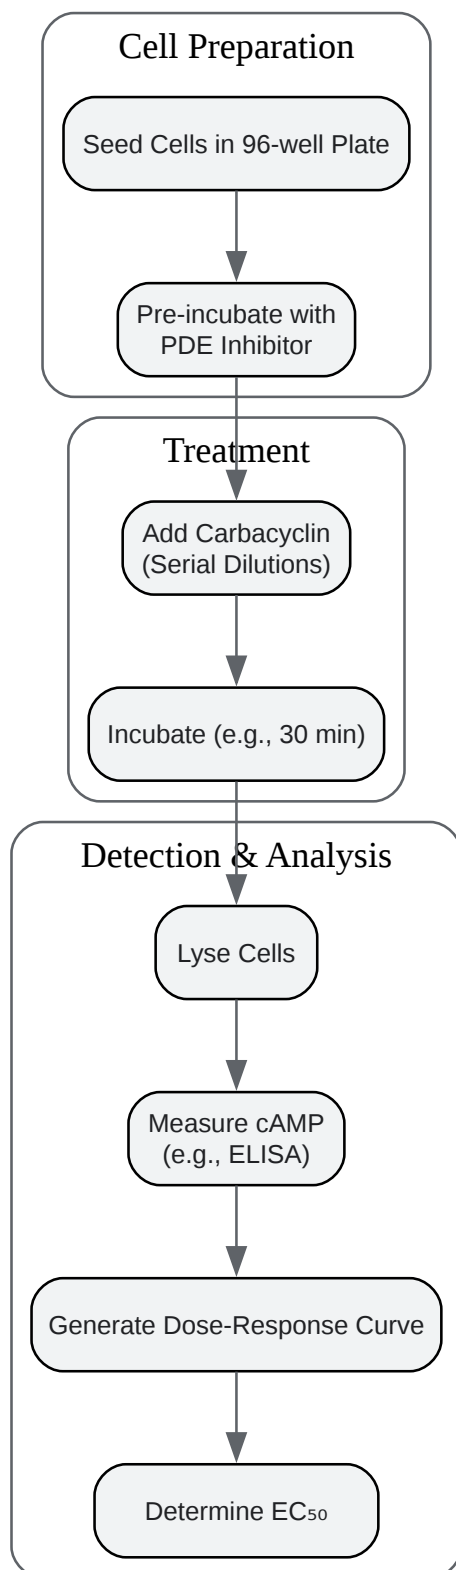 Cell Preparation
Seed Cells in 96-well Plate
Pre-incubate with
PDE Inhibitor
Treatment
Add Carbacyclin
(Serial Dilutions)
Incubate (e.g., 30 min)
Detection & Analysis
Lyse Cells
Measure cAMP
(e.g., ELISA)
Generate Dose-Response Curve
Determine EC₅₀